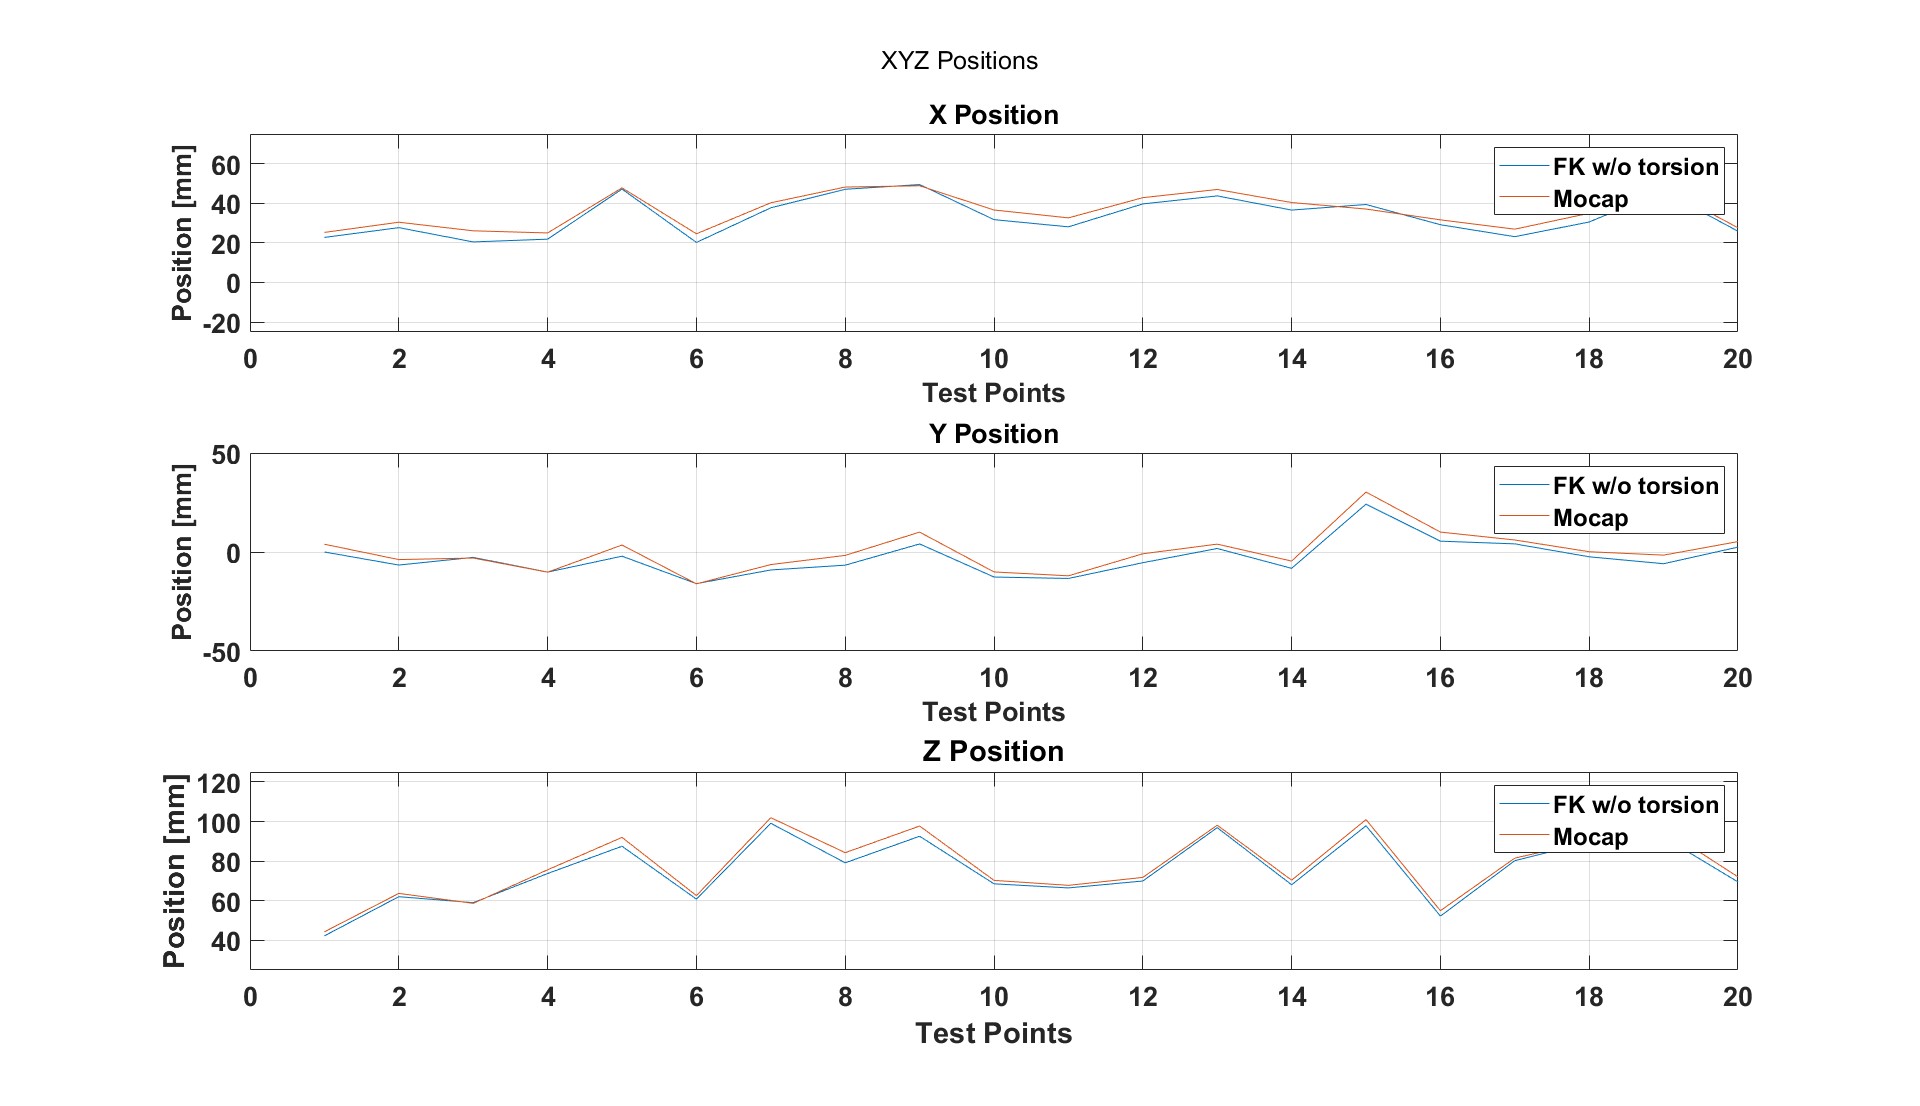 XYZ Positions
X Position
Position [mm]
60
40
20
0
-20
FK w/o torsion
Mocap
0 2 4 6 8 10 12 14 16 18 20
Test Points
Y Position
Position [mm]
50
0
-50
FK w/o torsion
Mocap
0 2 4 6 8 10 12 14 16 18 20
Test Points
Z Position
Position [mm]
120
100
80
60
40
FK w/o torsion
Mocap
0 2 4 6 8 10 12 14 16 18 20
Test Points